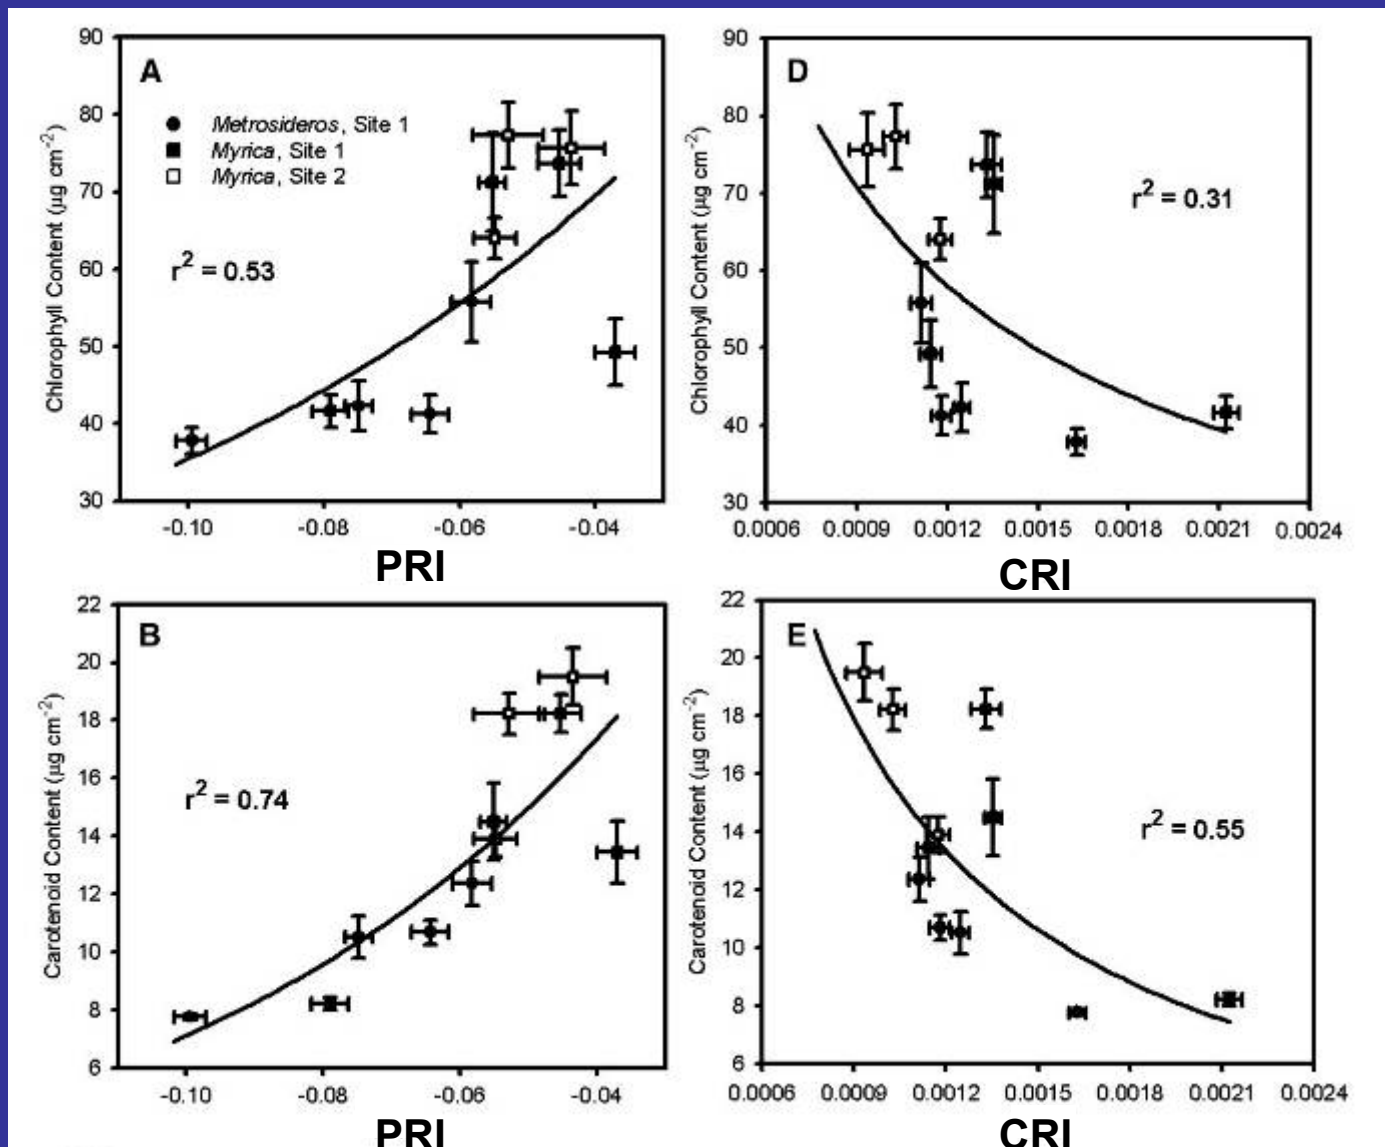 A
Metrosideros, Site 1
Myrica, Site 1
Myrica, Site 2
r² = 0.53
Chlorophyll Content (µg cm⁻²)
90
80
70
60
50
40
30
-0.10 -0.08 -0.06 -0.04
PRI
D
r² = 0.31
Chlorophyll Content (µg cm⁻²)
90
80
70
60
50
40
30
0.0006 0.0009 0.0012 0.0015 0.0018 0.0021 0.0024
CRI
B
r² = 0.74
Carotenoid Content (µg cm⁻²)
22
20
18
16
14
12
10
8
6
-0.10 -0.08 -0.06 -0.04
PRI
E
r² = 0.55
Carotenoid Content (µg cm⁻²)
22
20
18
16
14
12
10
8
6
0.0006 0.0009 0.0012 0.0015 0.0018 0.0021 0.0024
CRI